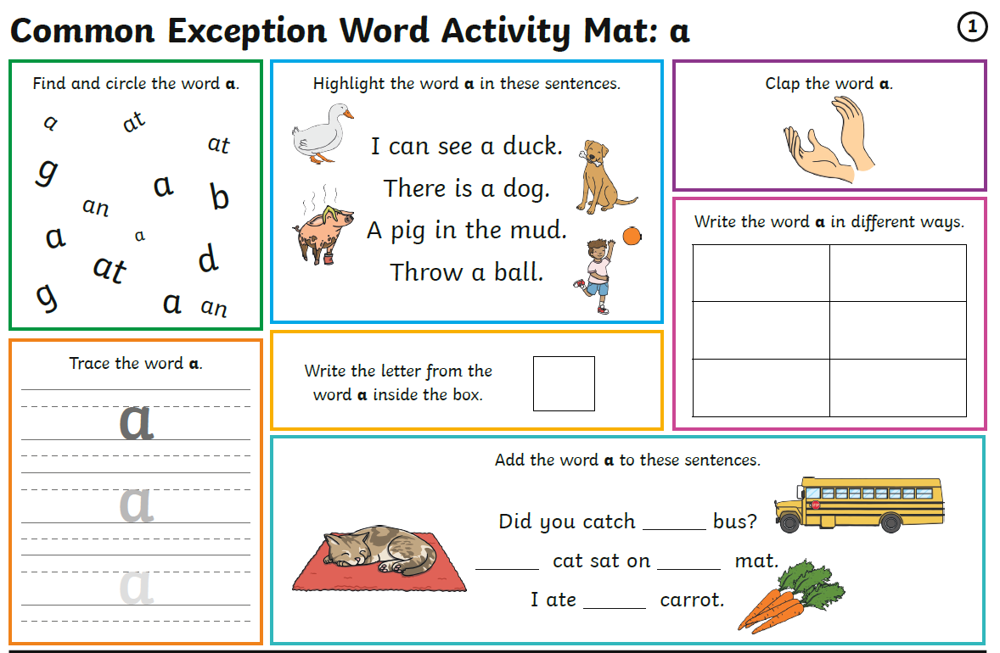 Common Exception Word Activity Mat: a
1
Find and circle the word a.
a
at
at
g
a
b
an
a
a
at
d
g
a
an
Highlight the word a in these sentences.
I can see a duck.
There is a dog.
A pig in the mud.
Throw a ball.
Clap the word a.
Write the word a in different ways.
Trace the word a.
a
a
a
Write the letter from the
word a inside the box.
Add the word a to these sentences.
Did you catch ______ bus?
______ cat sat on ______ mat.
I ate ______ carrot.